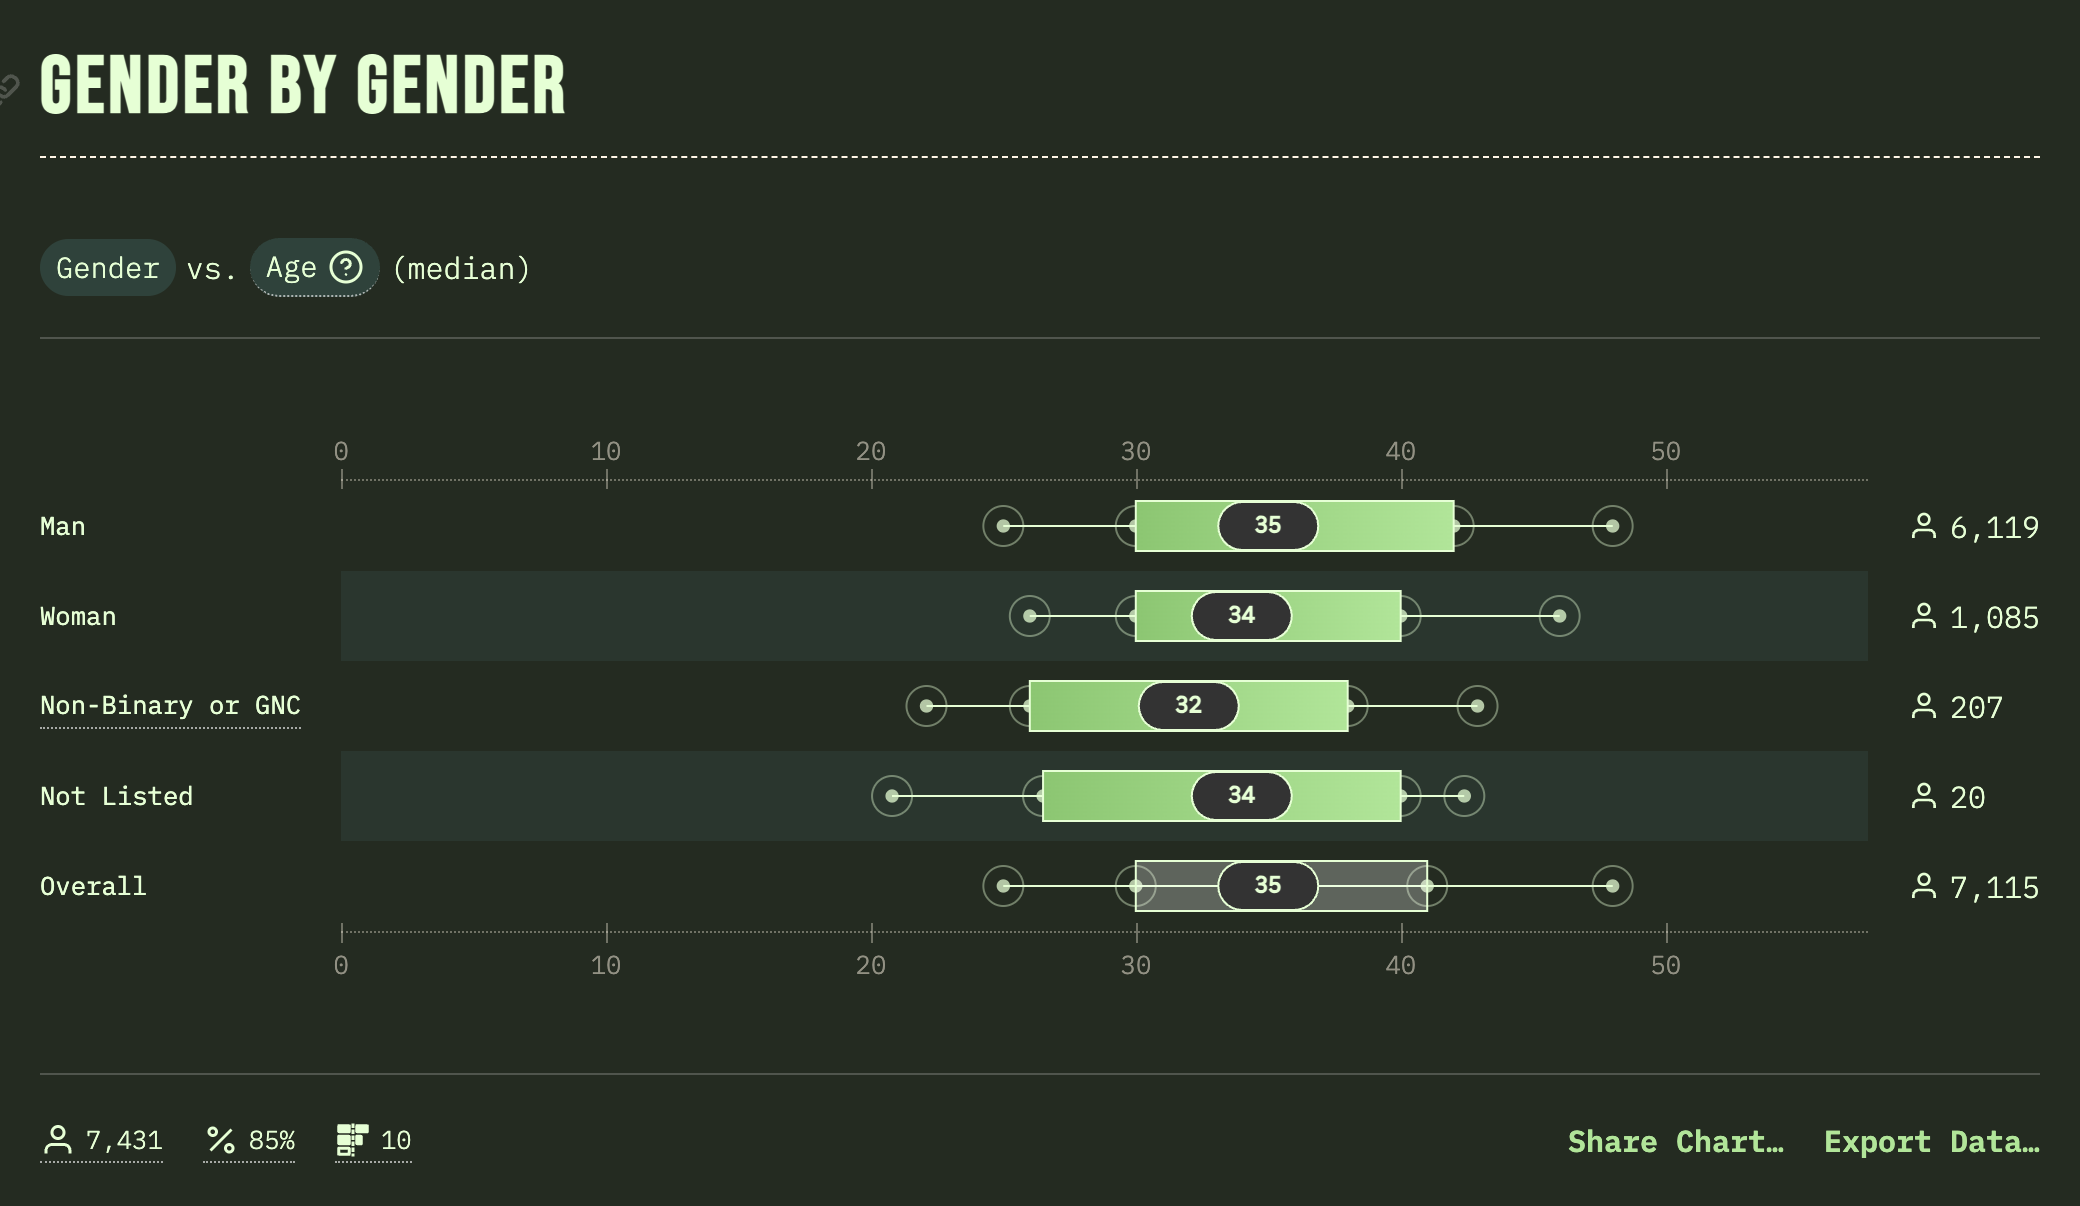 GENDER BY GENDER
Gender vs. Age (median)
0 10 20 30 40 50
Man 35 6,119
Woman 34 1,085
Non-Binary or GNC 32 207
Not Listed 34 20
Overall 35 7,115
0 10 20 30 40 50
7,431 85% 10 Share Chart… Export Data…